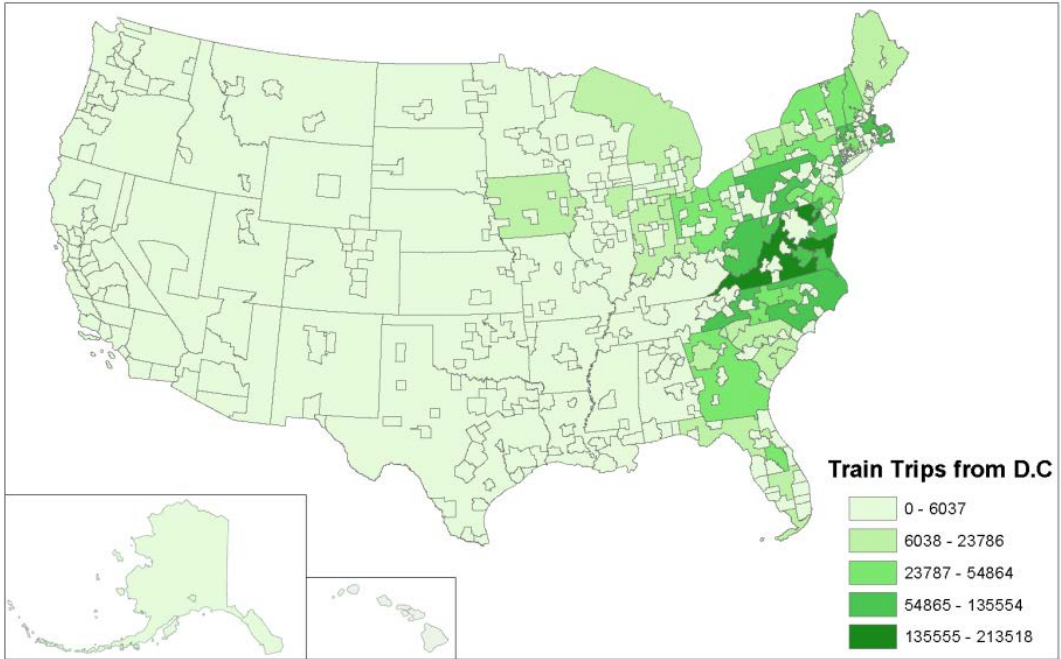 Train Trips from D.C
0 - 6037
6038 - 23786
23787 - 54864
54865 - 135554
135555 - 213518